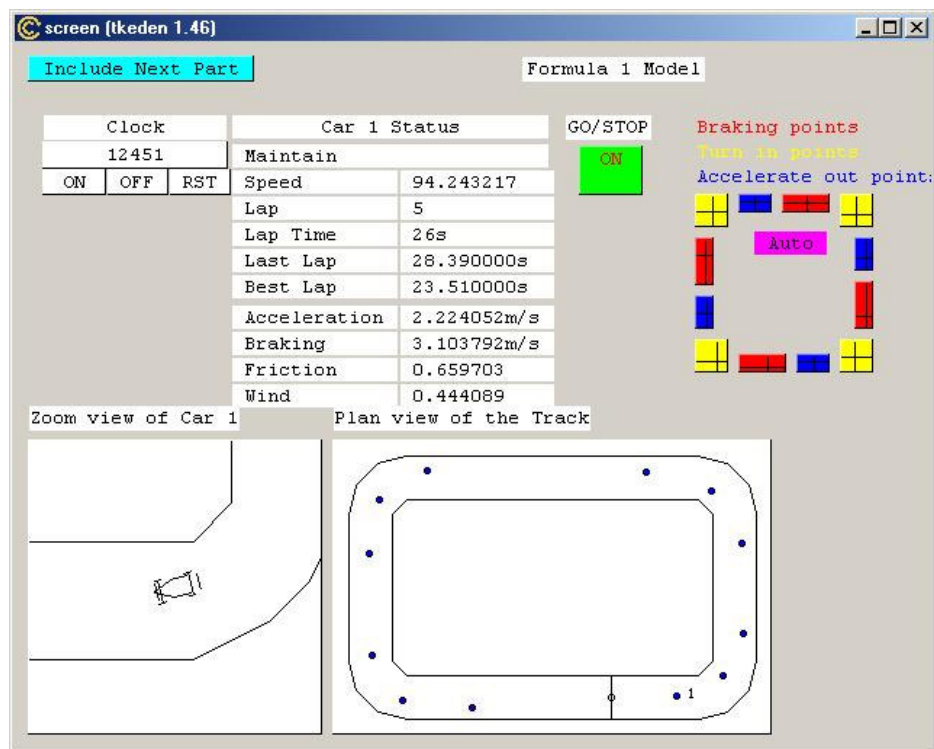 screen (tkeden 1.46)
Include Next Part
Formula 1 Model
Clock
12451
ON OFF RST
Car 1 Status
Maintain
Speed 94.243217
Lap 5
Lap Time 26s
Last Lap 28.390000s
Best Lap 23.510000s
Acceleration 2.224052m/s
Braking 3.103792m/s
Friction 0.659703
Wind 0.444089
GO/STOP
ON
Braking points
Turn in points
Accelerate out point
Auto
Zoom view of Car 1
Plan view of the Track
1